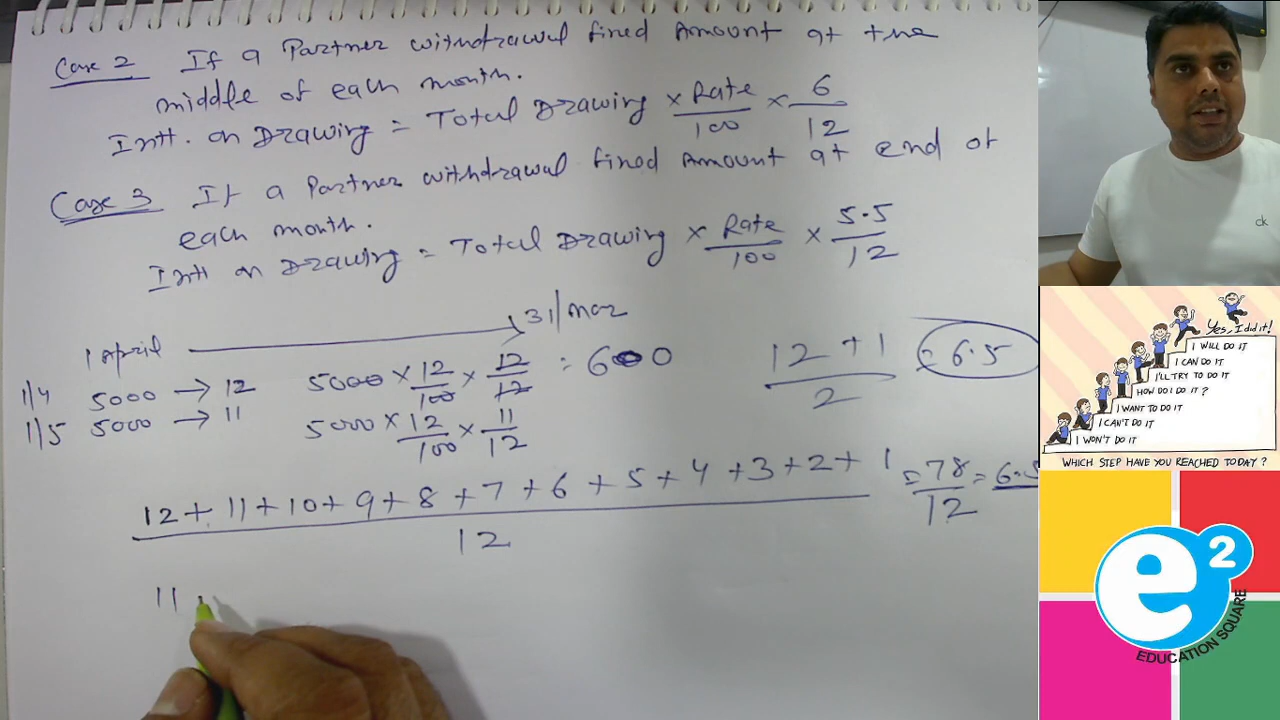 Case 2 If a Partner withdrawal fixed Amount at the
middle of each month.
Intt. on Drawing = Total Drawing × Rate/100 × 6/12
Case 3 If a Partner withdrawal fixed Amount at end of
each month.
Intt on Drawing = Total Drawing × Rate/100 × 5.5/12
1 April → 31/Mar
1/4 5000 → 12 5000 × 12/100 × 12/12 = 600
1/5 5000 → 11 5000 × 12/100 × 11/12
12+1/2 = 6.5
12 + 11 + 10 + 9 + 8 + 7 + 6 + 5 + 4 + 3 + 2 + 1/12 = 78/12 = 6.5
11
ck
Yes, I did it!
I WILL DO IT
I CAN DO IT
I'LL TRY TO DO IT
HOW DO I DO IT?
I WANT TO DO IT
I CAN'T DO IT
I WON'T DO IT
WHICH STEP HAVE YOU REACHED TODAY?
e2
EDUCATION SQUARE